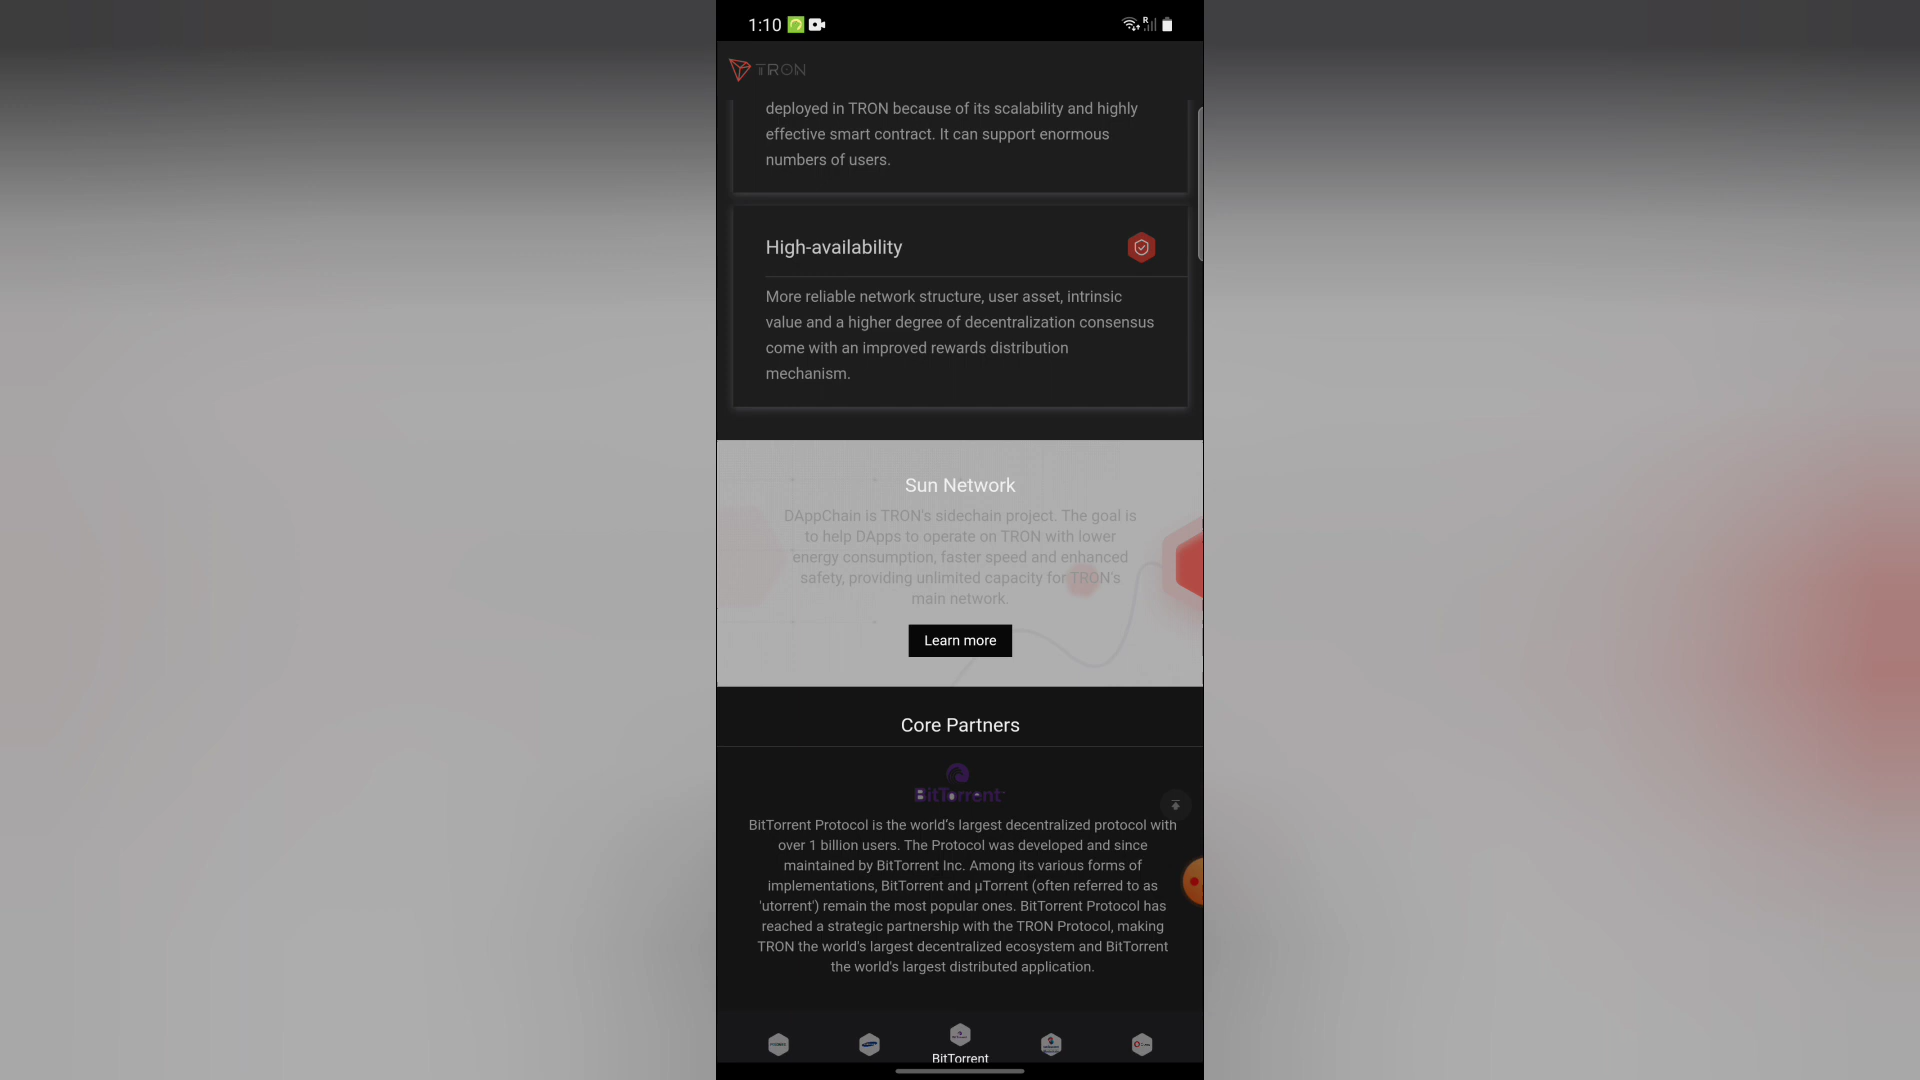 1:10
R
TRON
deployed in TRON because of its scalability and highly
effective smart contract. It can support enormous
numbers of users.
High-availability
More reliable network structure, user asset, intrinsic
value and a higher degree of decentralization consensus
come with an improved rewards distribution
mechanism.
Sun Network
DAppChain is TRON's sidechain project. The goal is
to help DApps to operate on TRON with lower
energy consumption, faster speed and enhanced
safety, providing unlimited capacity for TRON's
main network.
Learn more
Core Partners
BitTorrent
BitTorrent Protocol is the world's largest decentralized protocol with
over 1 billion users. The Protocol was developed and since
maintained by BitTorrent Inc. Among its various forms of
implementations, BitTorrent and µTorrent (often referred to as
'utorrent') remain the most popular ones. BitTorrent Protocol has
reached a strategic partnership with the TRON Protocol, making
TRON the world's largest decentralized ecosystem and BitTorrent
the world's largest distributed application.
BitTorrent